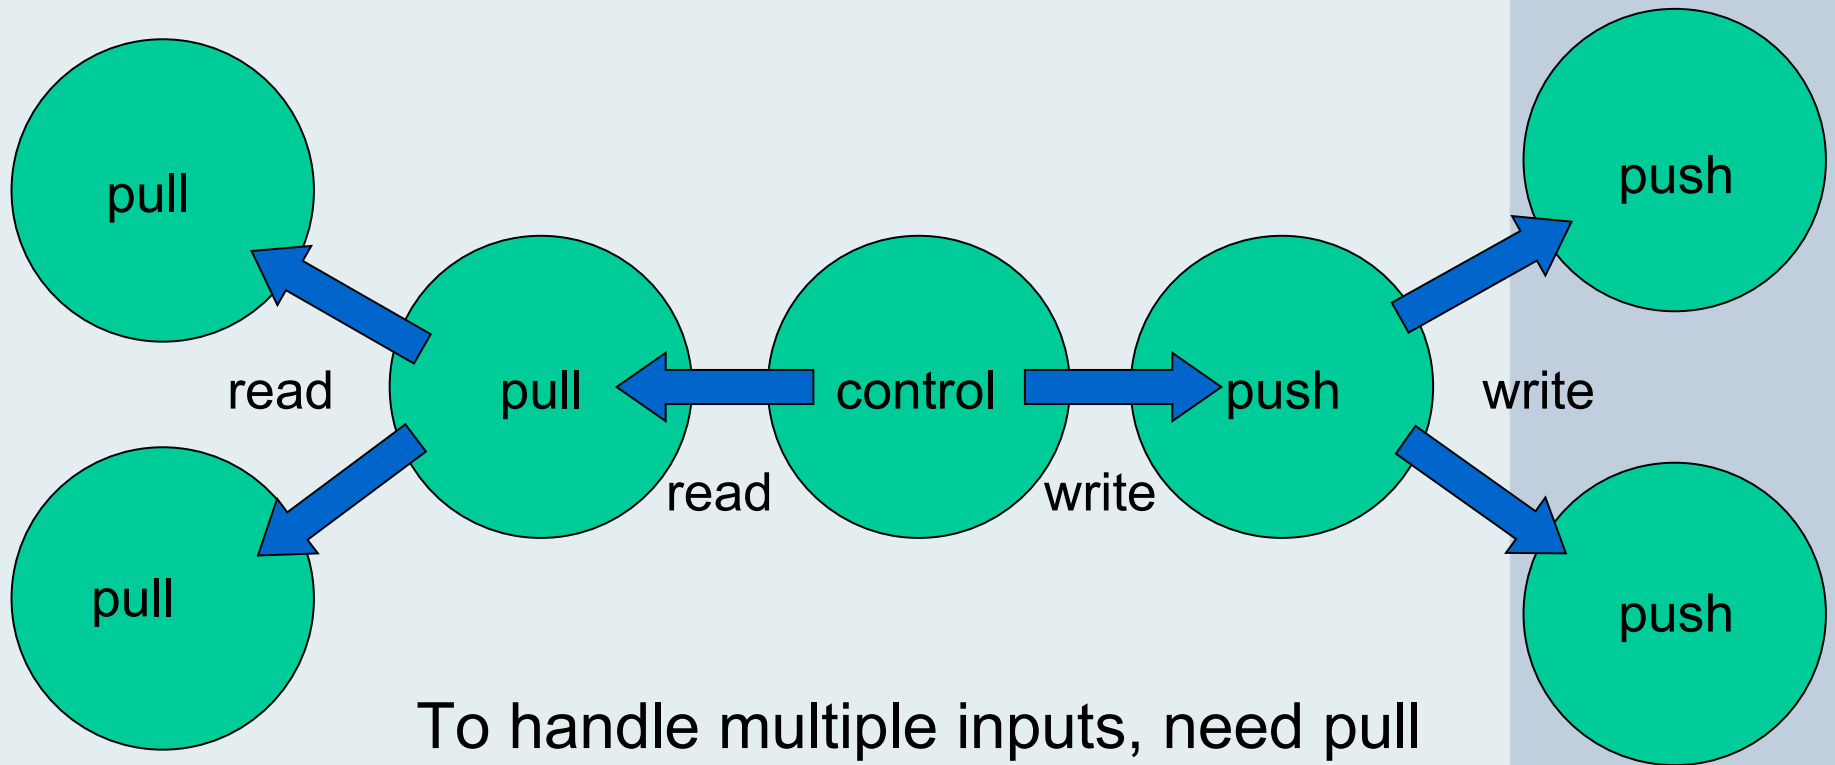 pull
push
read
pull
control
push
write
read
write
pull
push
To handle multiple inputs, need pull